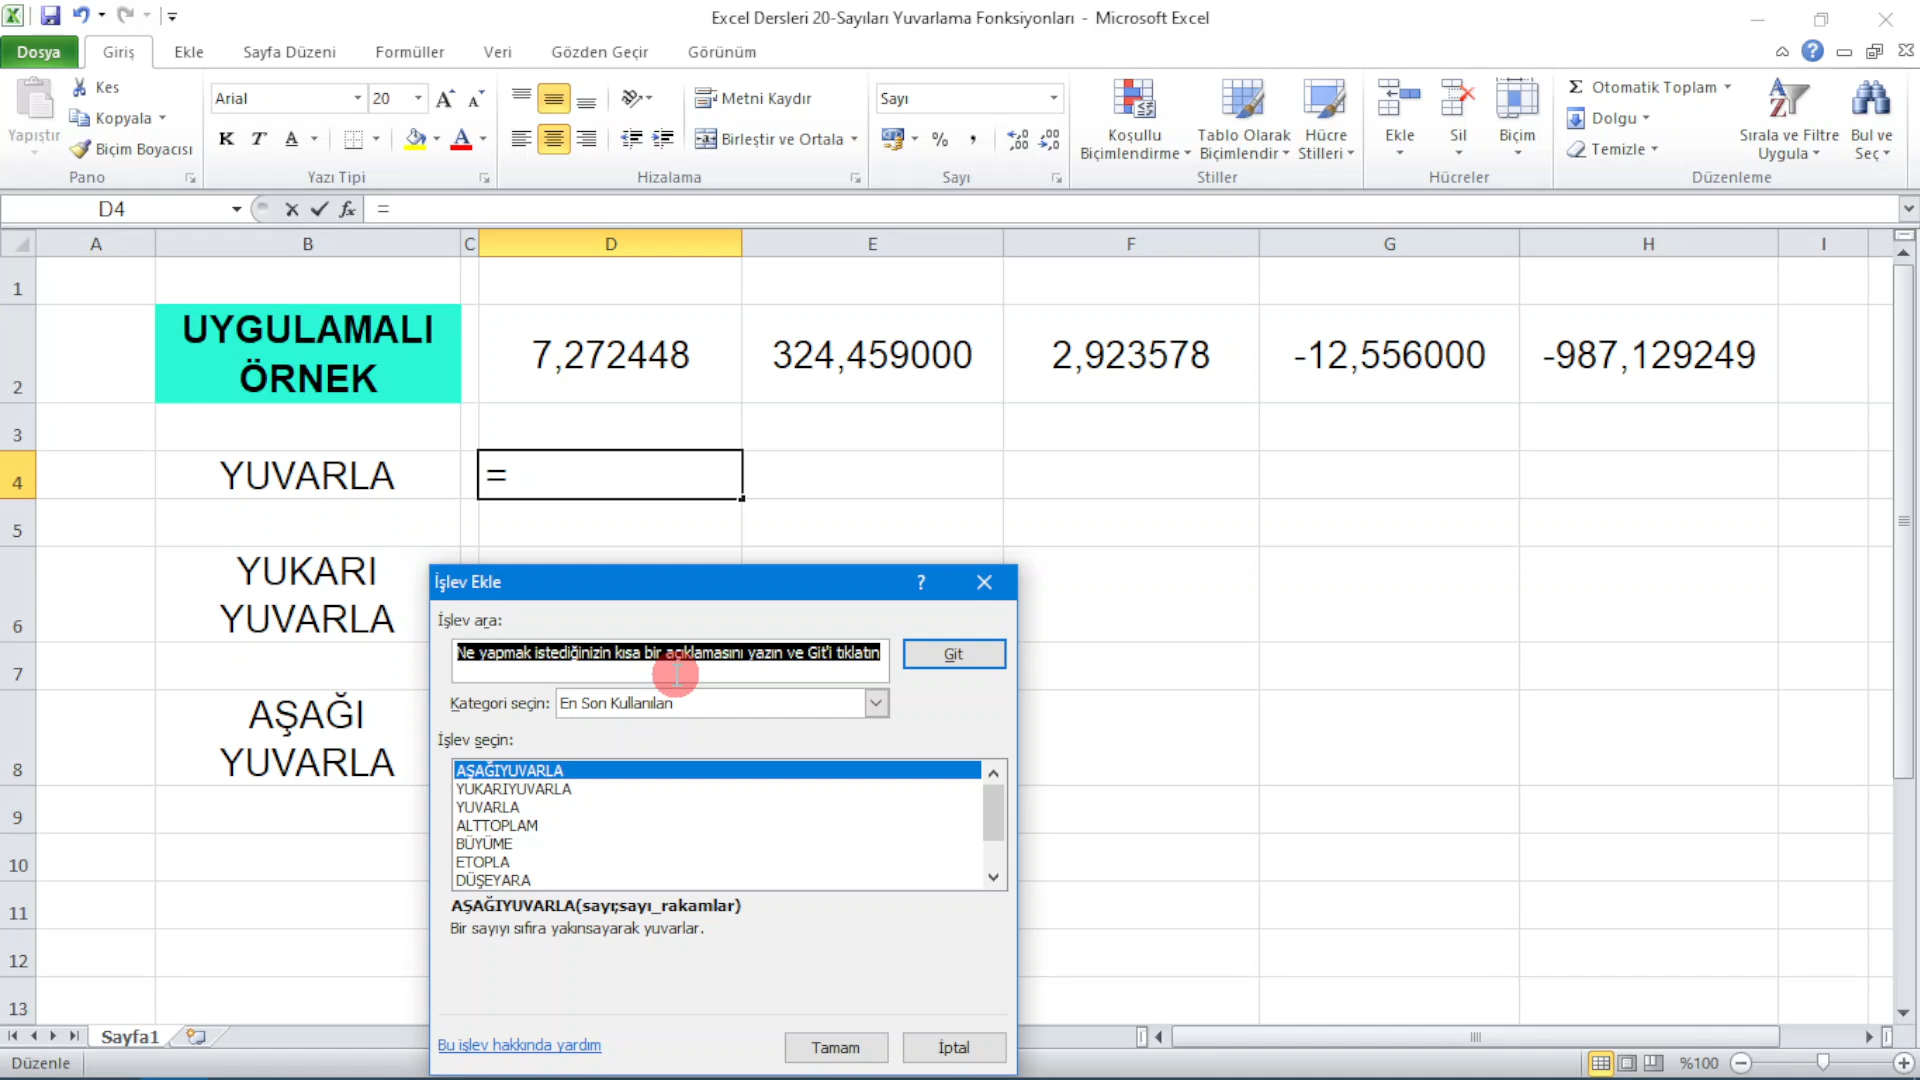 Excel Dersleri 20-Sayıları Yuvarlama Fonksiyonları - Microsoft Excel
Dosya Giriş Ekle Sayfa Düzeni Formüller Veri Gözden Geçir Görünüm
Yapıştır
Kes
Kopyala
Biçim Boyacısı
Pano
Arial 20
K T A
Yazı Tipi
Metni Kaydır
Birleştir ve Ortala
Hizalama
Sayı
%
Sayı
Koşullu
Biçimlendirme
Tablo Olarak
Biçimlendir
Hücre
Stilleri
Stiller
Ekle
Sil
Biçim
Hücreler
Σ Otomatik Toplam
Dolgu
Temizle
Sırala ve Filtre
Uygula
Bul ve
Seç
Düzenleme
D4 fx =
A B C D E F G H I
1
UYGULAMALI
ÖRNEK
2 7,272448 324,459000 2,923578 -12,556000 -987,129249
3
4 YUVARLA =
5
YUKARI
YUVARLA
6
7
AŞAĞI
YUVARLA
8
9
10
11
12
13
İşlev Ekle ?
İşlev ara:
Ne yapmak istediğinizin kısa bir açıklamasını yazın ve Git'i tıklatın
Git
Kategori seçin: En Son Kullanılan
İşlev seçin:
AŞAĞIYUVARLA
YUKARIYUVARLA
YUVARLA
ALTTOPLAM
BÜYÜME
ETOPLA
DÜŞEYARA
AŞAĞIYUVARLA(sayı;sayı_rakamlar)
Bir sayıyı sıfıra yakınsayarak yuvarlar.
Bu işlev hakkında yardım
Tamam
İptal
Sayfa1
Düzenle
%100